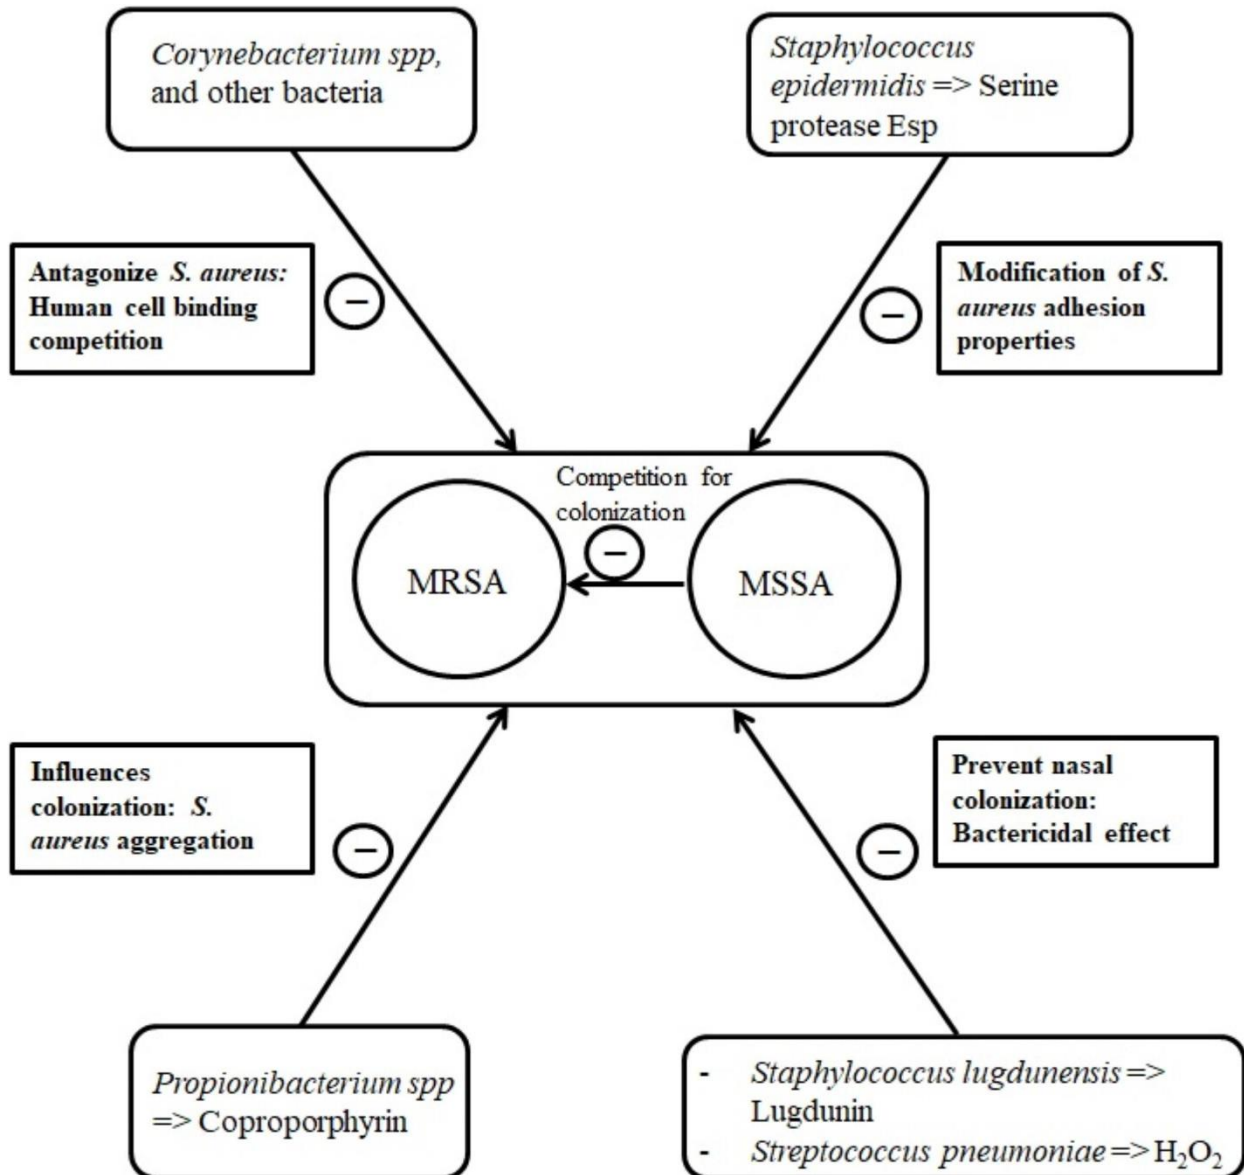 Corynebacterium spp,
and other bacteria
Staphylococcus
epidermidis => Serine
protease Esp
Antagonize S. aureus:
Human cell binding
competition
−
−
Modification of S.
aureus adhesion
properties
Competition for
colonization
−
MRSA
MSSA
Influences
colonization: S.
aureus aggregation
−
−
Prevent nasal
colonization:
Bactericidal effect
Propionibacterium spp
=> Coproporphyrin
- Staphylococcus lugdunensis =>
Lugdunin
- Streptococcus pneumoniae => H₂O₂